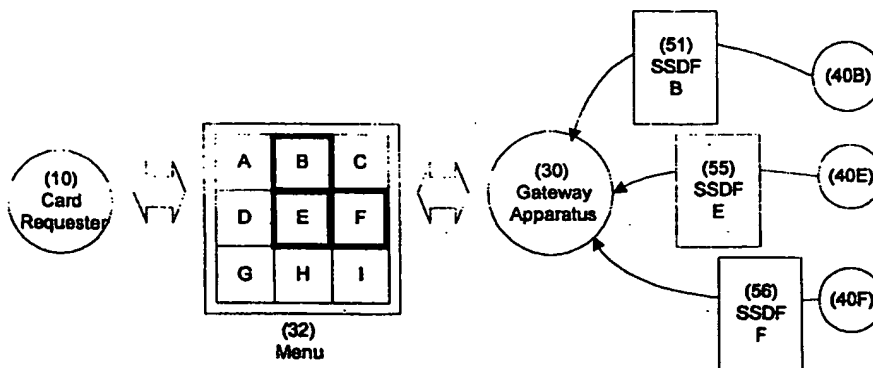 (10)
Card
Requester
A B C
D E F
G H I
(32)
Menu
(30)
Gateway
Apparatus
(51)
SSDF
B
(40B)
(55)
SSDF
E
(40E)
(56)
SSDF
F
(40F)